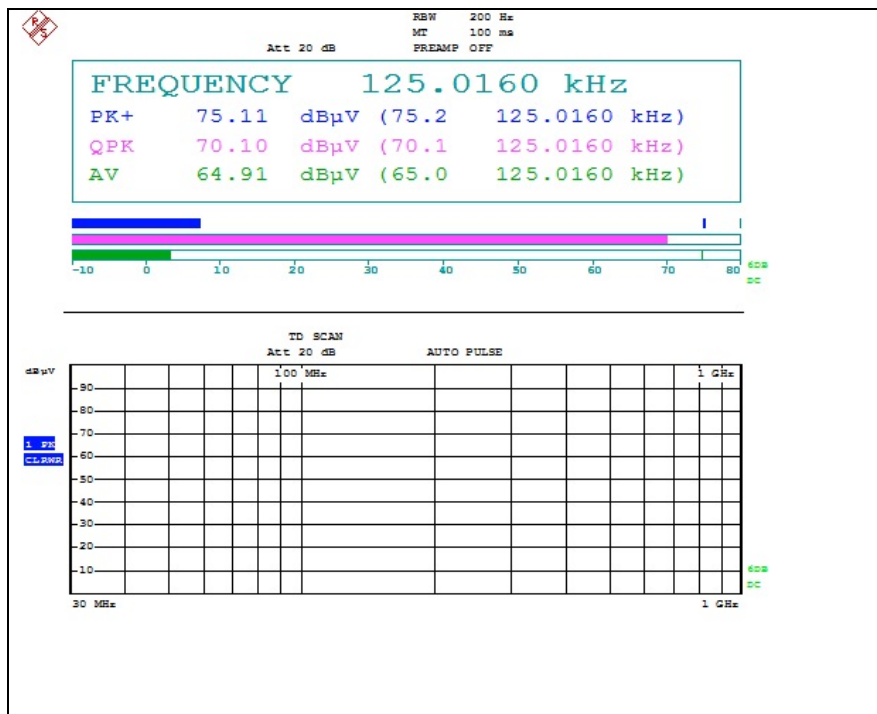 R S
RBW 200 Hz
MT 100 ms
Att 20 dB PREAMP OFF
FREQUENCY 125.0160 kHz
PK+ 75.11 dBµV (75.2 125.0160 kHz)
QPK 70.10 dBµV (70.1 125.0160 kHz)
AV 64.91 dBµV (65.0 125.0160 kHz)
-10 0 10 20 30 40 50 60 70 80
6DB
DC
TD SCAN
Att 20 dB AUTO PULSE
dBµV
100 MHz 1 GHz
90
80
70
1 PK
CLRWR
60
50
40
30
20
10
6DB
DC
30 MHz 1 GHz